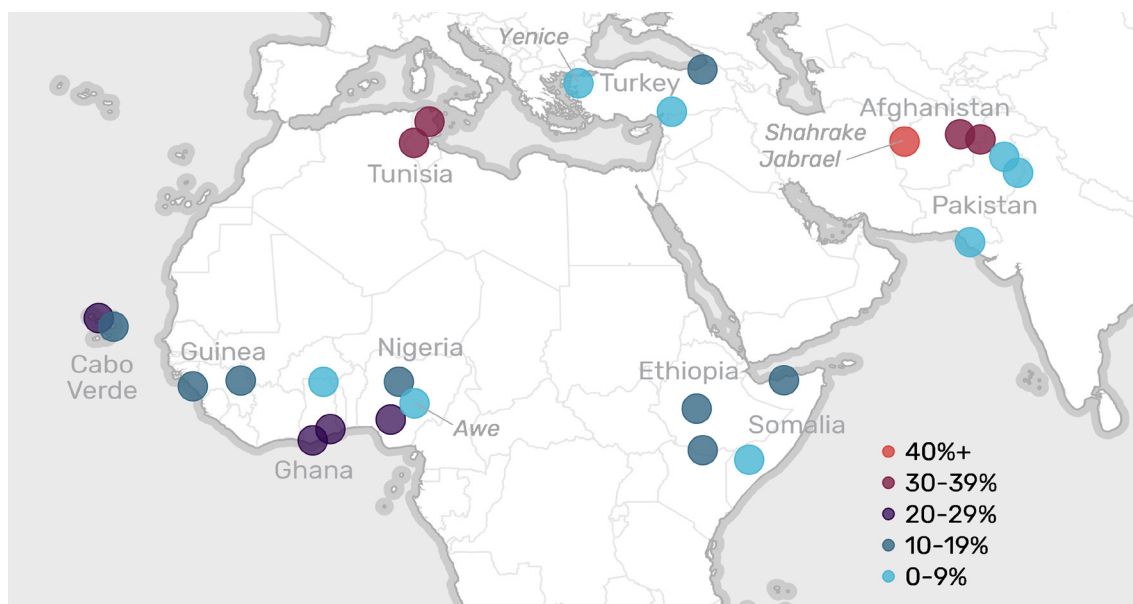 Yenice
Turkey
Afghanistan
Shahrake
Jabrael
Tunisia
Pakistan
Cabo
Verde
Guinea
Nigeria
Ethiopia
Awe
Somalia
Ghana
40%+
30-39%
20-29%
10-19%
0-9%